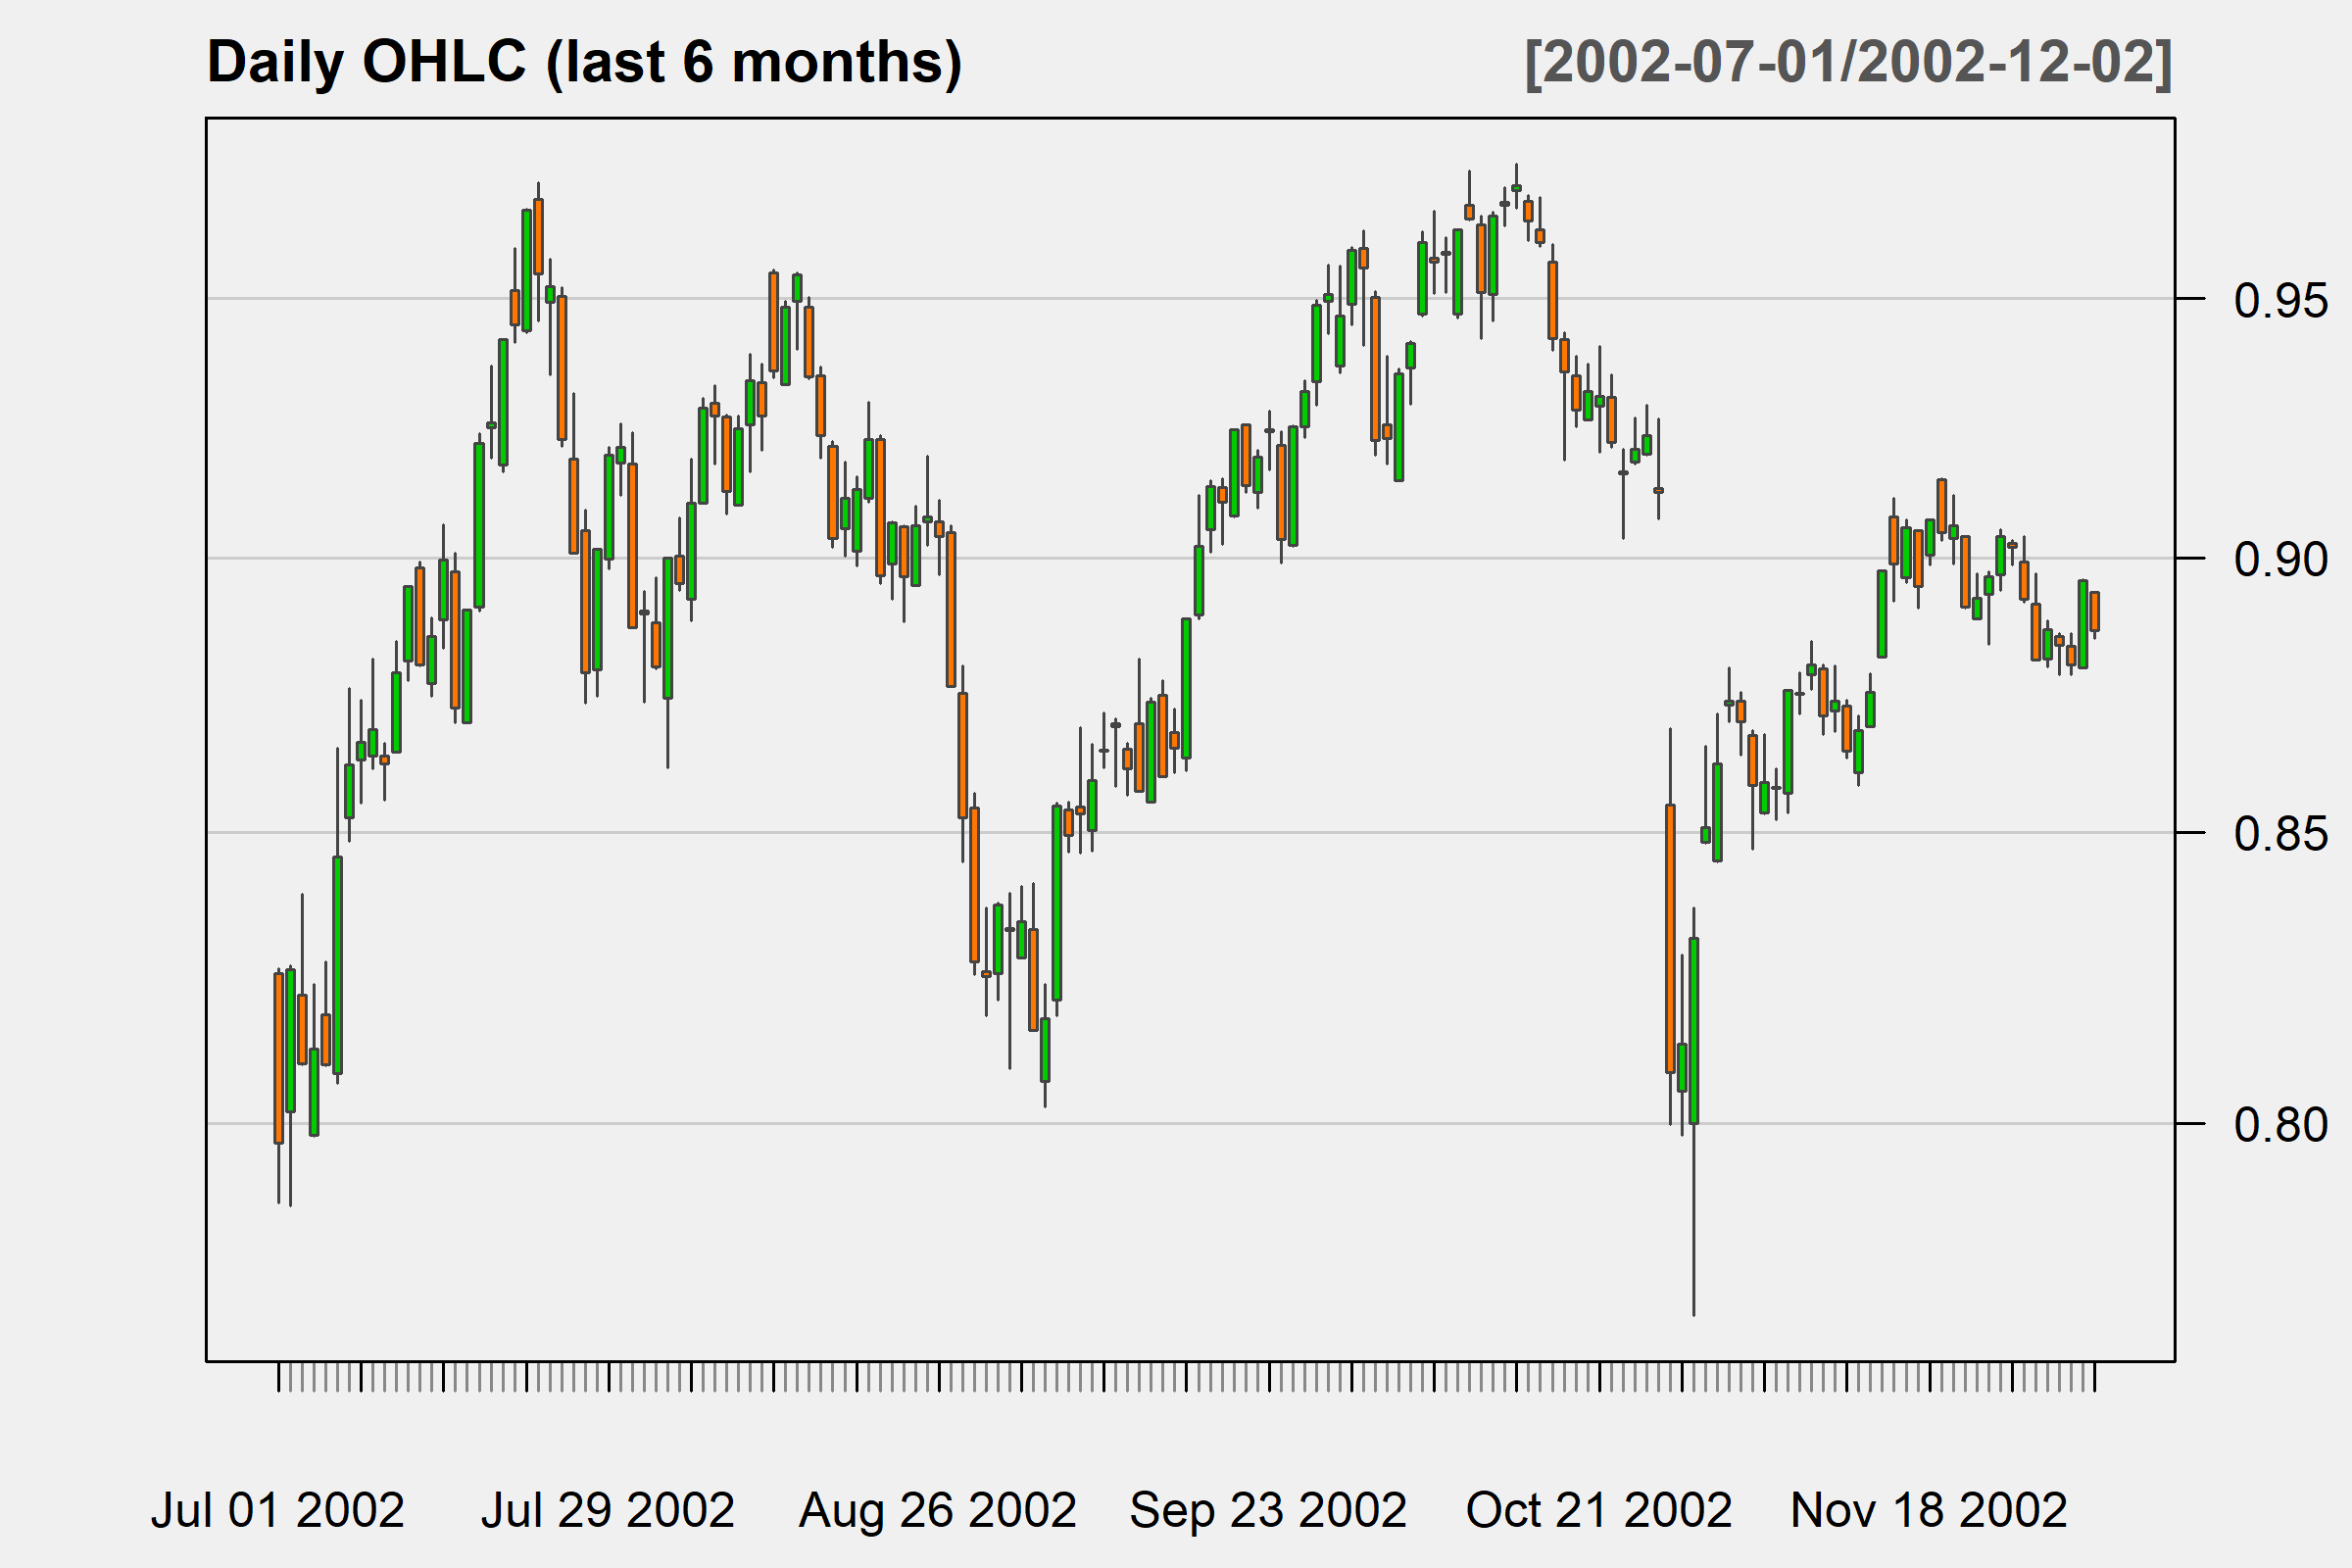 Daily OHLC (last 6 months) [2002-07-01/2002-12-02]
0.95
0.90
0.85
0.80
Jul 01 2002 Jul 29 2002 Aug 26 2002 Sep 23 2002 Oct 21 2002 Nov 18 2002